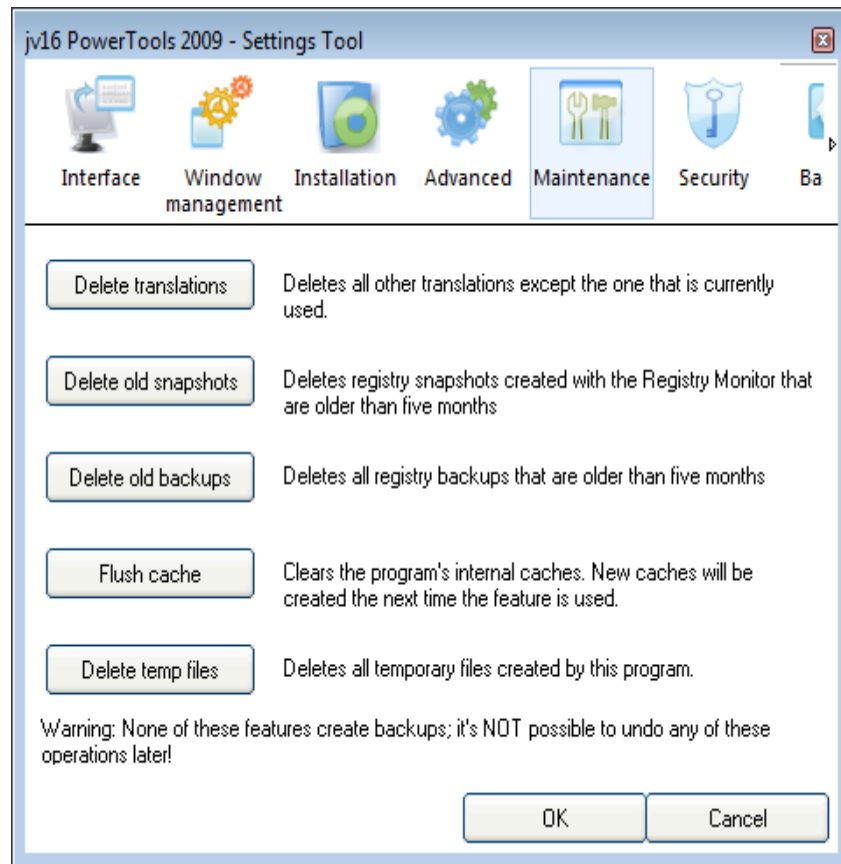 jv16 PowerTools 2009 - Settings Tool
Interface
Window
management
Installation
Advanced
Maintenance
Security
Ba
Delete translations
Deletes all other translations except the one that is currently
used.
Delete old snapshots
Deletes registry snapshots created with the Registry Monitor that
are older than five months
Delete old backups
Deletes all registry backups that are older than five months
Flush cache
Clears the program's internal caches. New caches will be
created the next time the feature is used.
Delete temp files
Deletes all temporary files created by this program.
Warning: None of these features create backups; it's NOT possible to undo any of these
operations later!
OK
Cancel